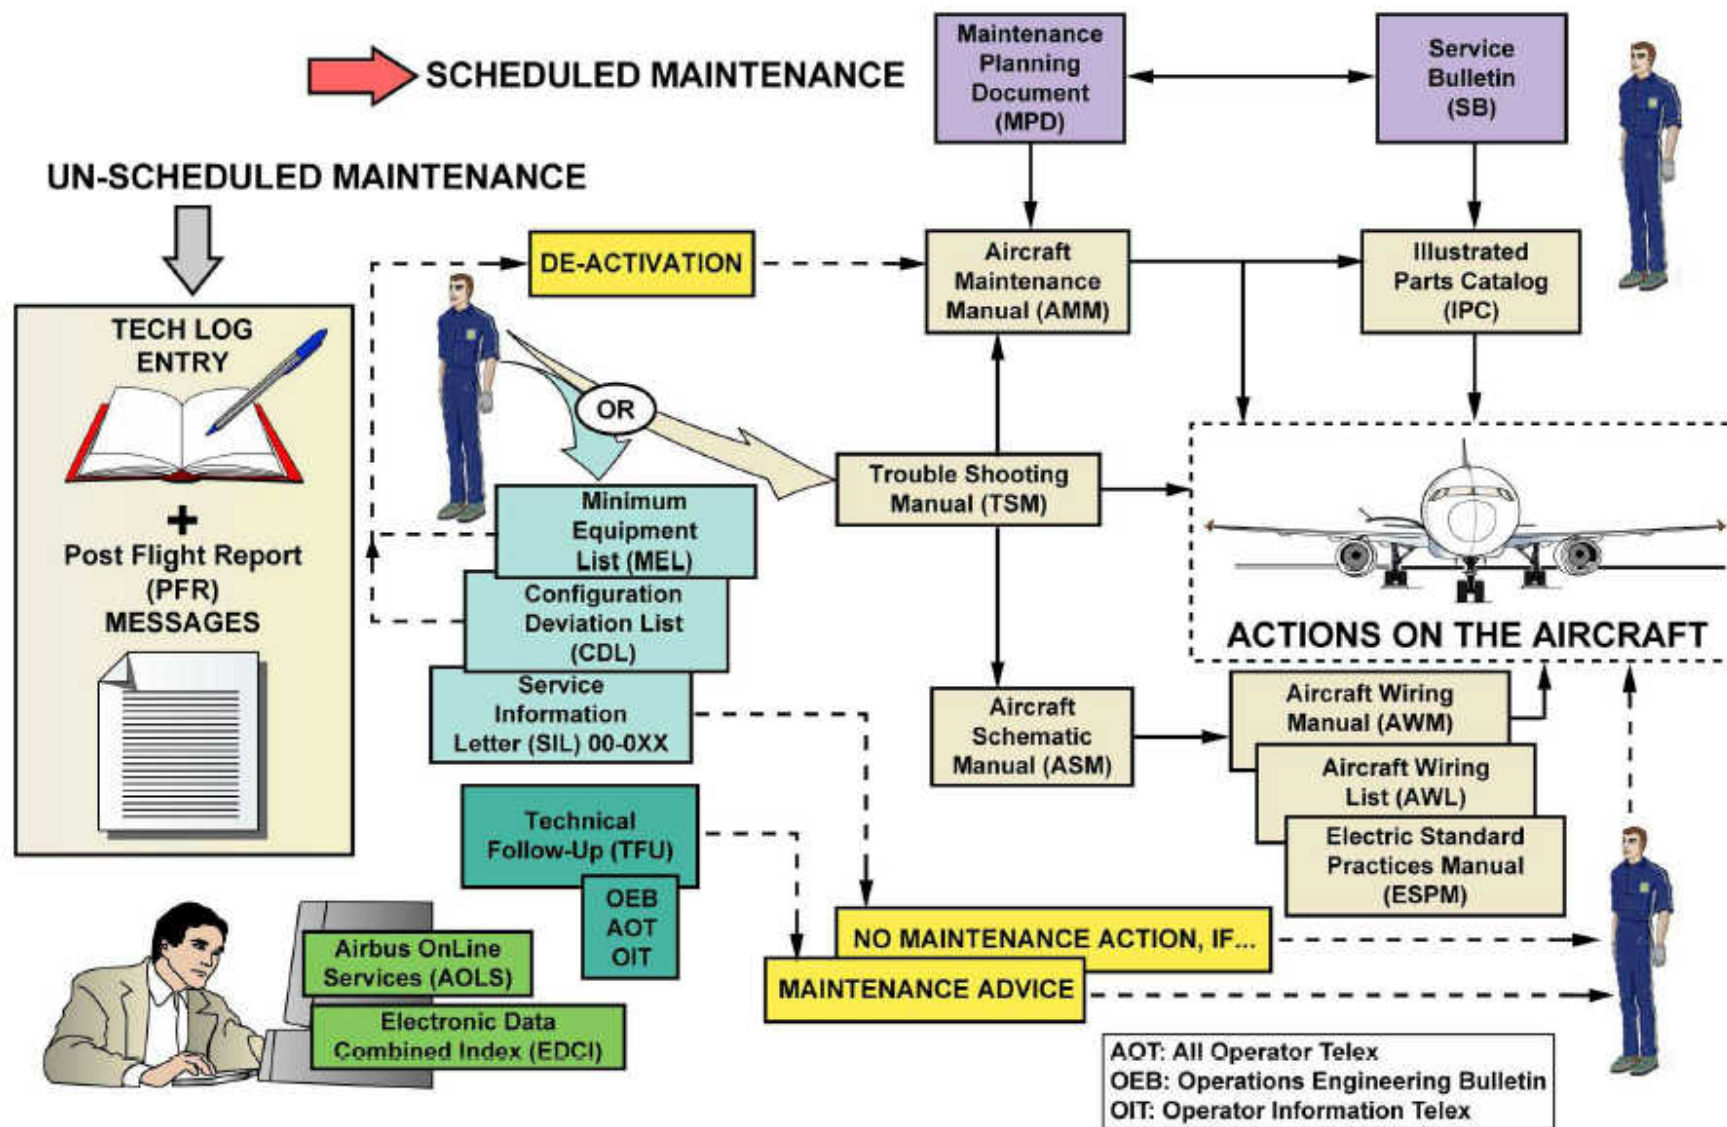 SCHEDULED MAINTENANCE
Maintenance
Planning
Document
(MPD)
Service
Bulletin
(SB)
UN-SCHEDULED MAINTENANCE
DE-ACTIVATION
Aircraft
Maintenance
Manual (AMM)
Illustrated
Parts Catalog
(IPC)
TECH LOG
ENTRY
+
Post Flight Report
(PFR)
MESSAGES
OR
Trouble Shooting
Manual (TSM)
Minimum
Equipment
List (MEL)
Configuration
Deviation List
(CDL)
Service
Information
Letter (SIL) 00-0XX
ACTIONS ON THE AIRCRAFT
Aircraft
Schematic
Manual (ASM)
Aircraft Wiring
Manual (AWM)
Aircraft Wiring
List (AWL)
Electric Standard
Practices Manual
(ESPM)
Technical
Follow-Up (TFU)
OEB
AOT
OIT
NO MAINTENANCE ACTION, IF...
MAINTENANCE ADVICE
Airbus OnLine
Services (AOLS)
Electronic Data
Combined Index (EDCI)
AOT: All Operator Telex
OEB: Operations Engineering Bulletin
OIT: Operator Information Telex